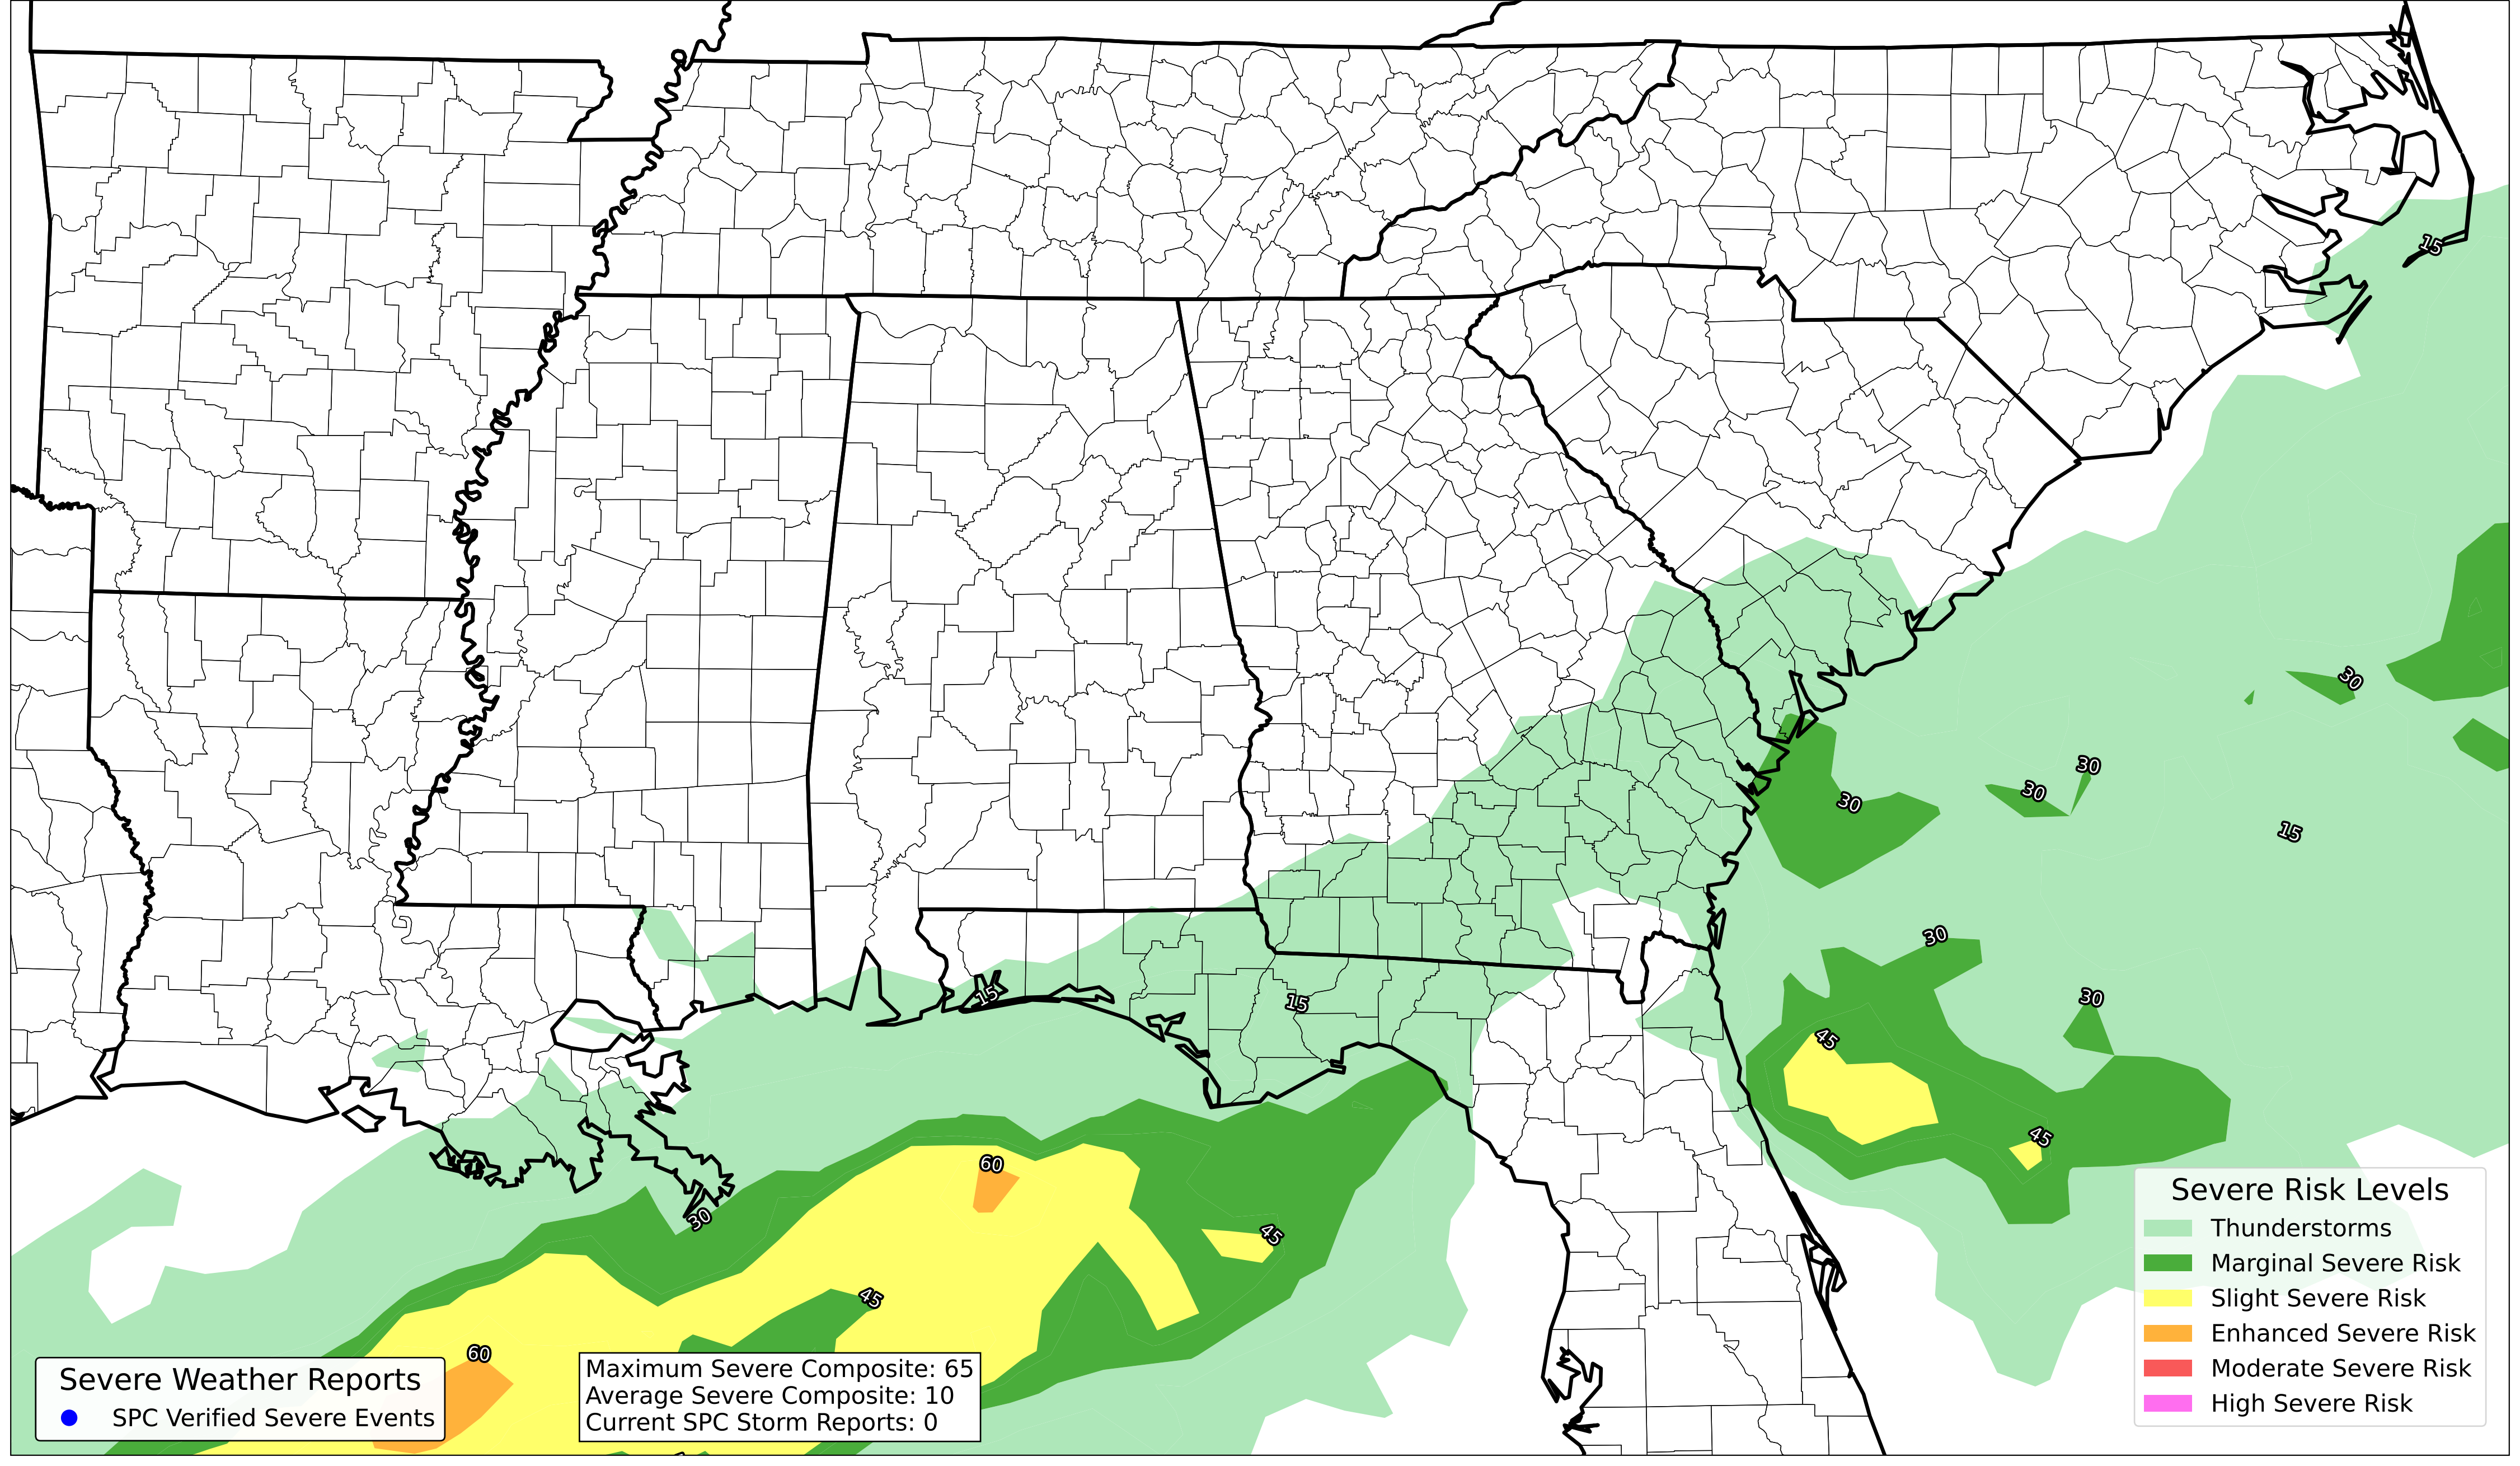 15
30
30
30
30
15
30
15
15
30
45
45
60
30
45
45
60
Severe Risk Levels
Thunderstorms
Marginal Severe Risk
Slight Severe Risk
Enhanced Severe Risk
Moderate Severe Risk
High Severe Risk
Severe Weather Reports
SPC Verified Severe Events
Maximum Severe Composite: 65
Average Severe Composite: 10
Current SPC Storm Reports: 0